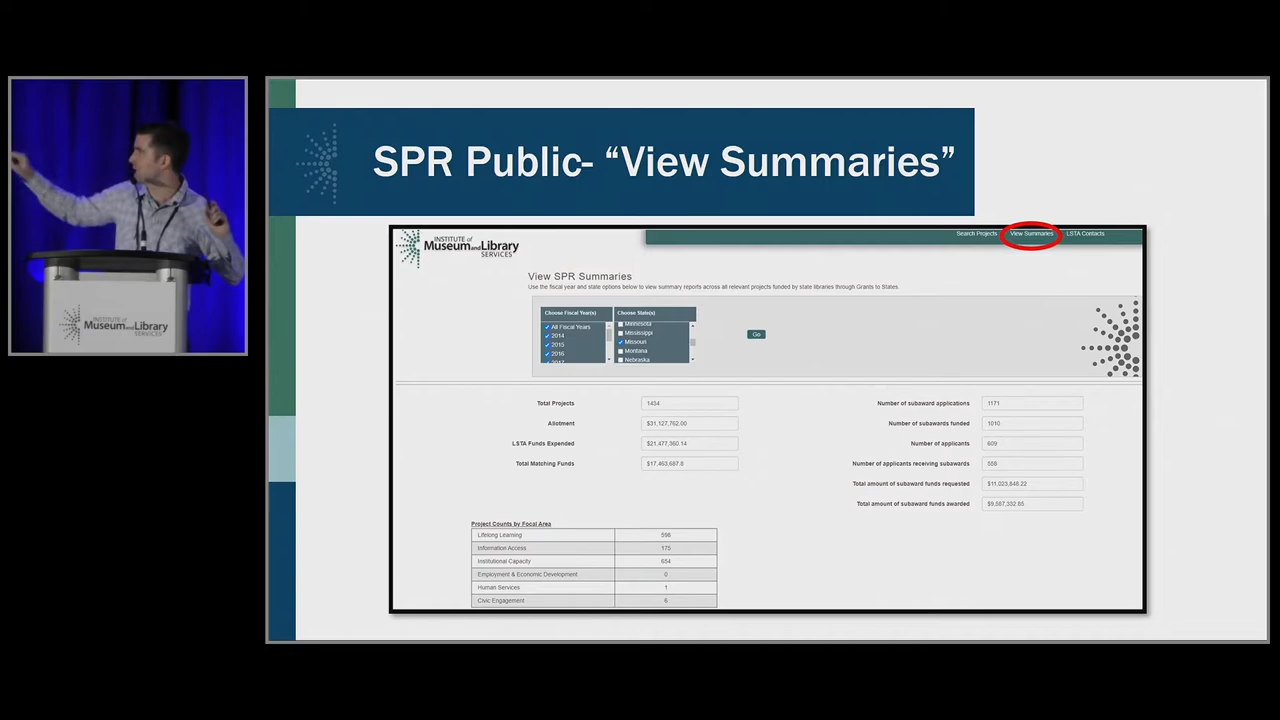 SPR Public- “View Summaries”
INSTITUTE of
Museum and Library
SERVICES
Search Projects View Summaries LSTA Contacts
View SPR Summaries
Use the fiscal year and state options below to view summary reports across all relevant projects funded by state libraries through Grants to States.
Choose Fiscal Year(s) Choose State(s)
All Fiscal Years
2014
2015
2016
2017
Minnesota
Mississippi
Missouri
Montana
Nebraska
Go
Total Projects 1434
Allotment $31,127,762.00
LSTA Funds Expended $21,477,360.14
Total Matching Funds $17,463,687.8
Number of subaward applications 1171
Number of subawards funded 1010
Number of applicants 609
Number of applicants receiving subawards 558
Total amount of subaward funds requested $11,023,848.22
Total amount of subaward funds awarded $9,587,332.85
Project Counts by Focal Area
Lifelong Learning 598
Information Access 175
Institutional Capacity 654
Employment & Economic Development 0
Human Services 1
Civic Engagement 6
INSTITUTE of
Museum and Library
SERVICES